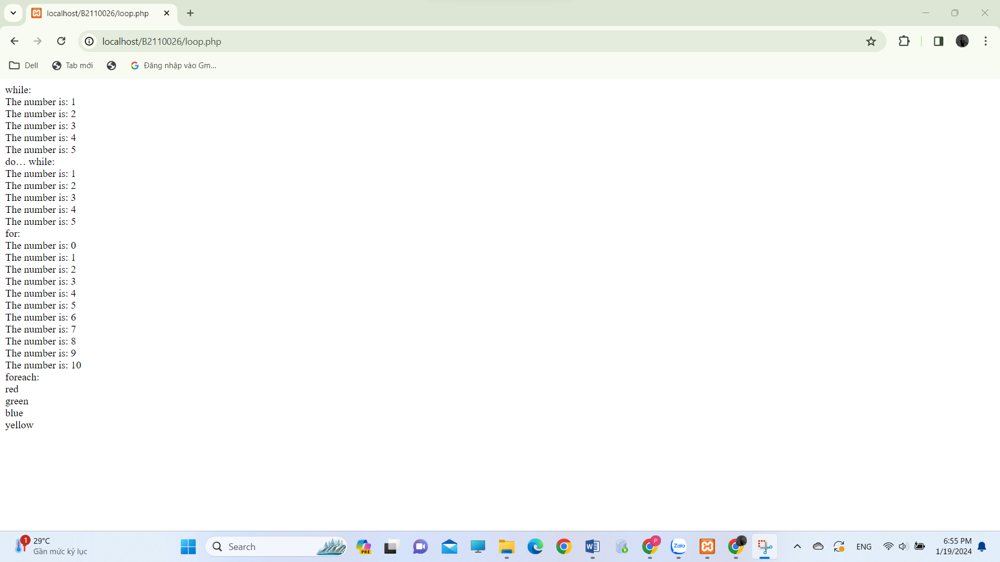 localhost/B2110026/loop.php
localhost/B2110026/loop.php
Dell
Tab mới
Đăng nhập vào Gm...
while:
The number is: 1
The number is: 2
The number is: 3
The number is: 4
The number is: 5
do… while:
The number is: 1
The number is: 2
The number is: 3
The number is: 4
The number is: 5
for:
The number is: 0
The number is: 1
The number is: 2
The number is: 3
The number is: 4
The number is: 5
The number is: 6
The number is: 7
The number is: 8
The number is: 9
The number is: 10
foreach:
red
green
blue
yellow
1
29°C
Gần mức kỷ lục
Search
PRE
W
P
Zalo
ENG
6:55 PM
1/19/2024